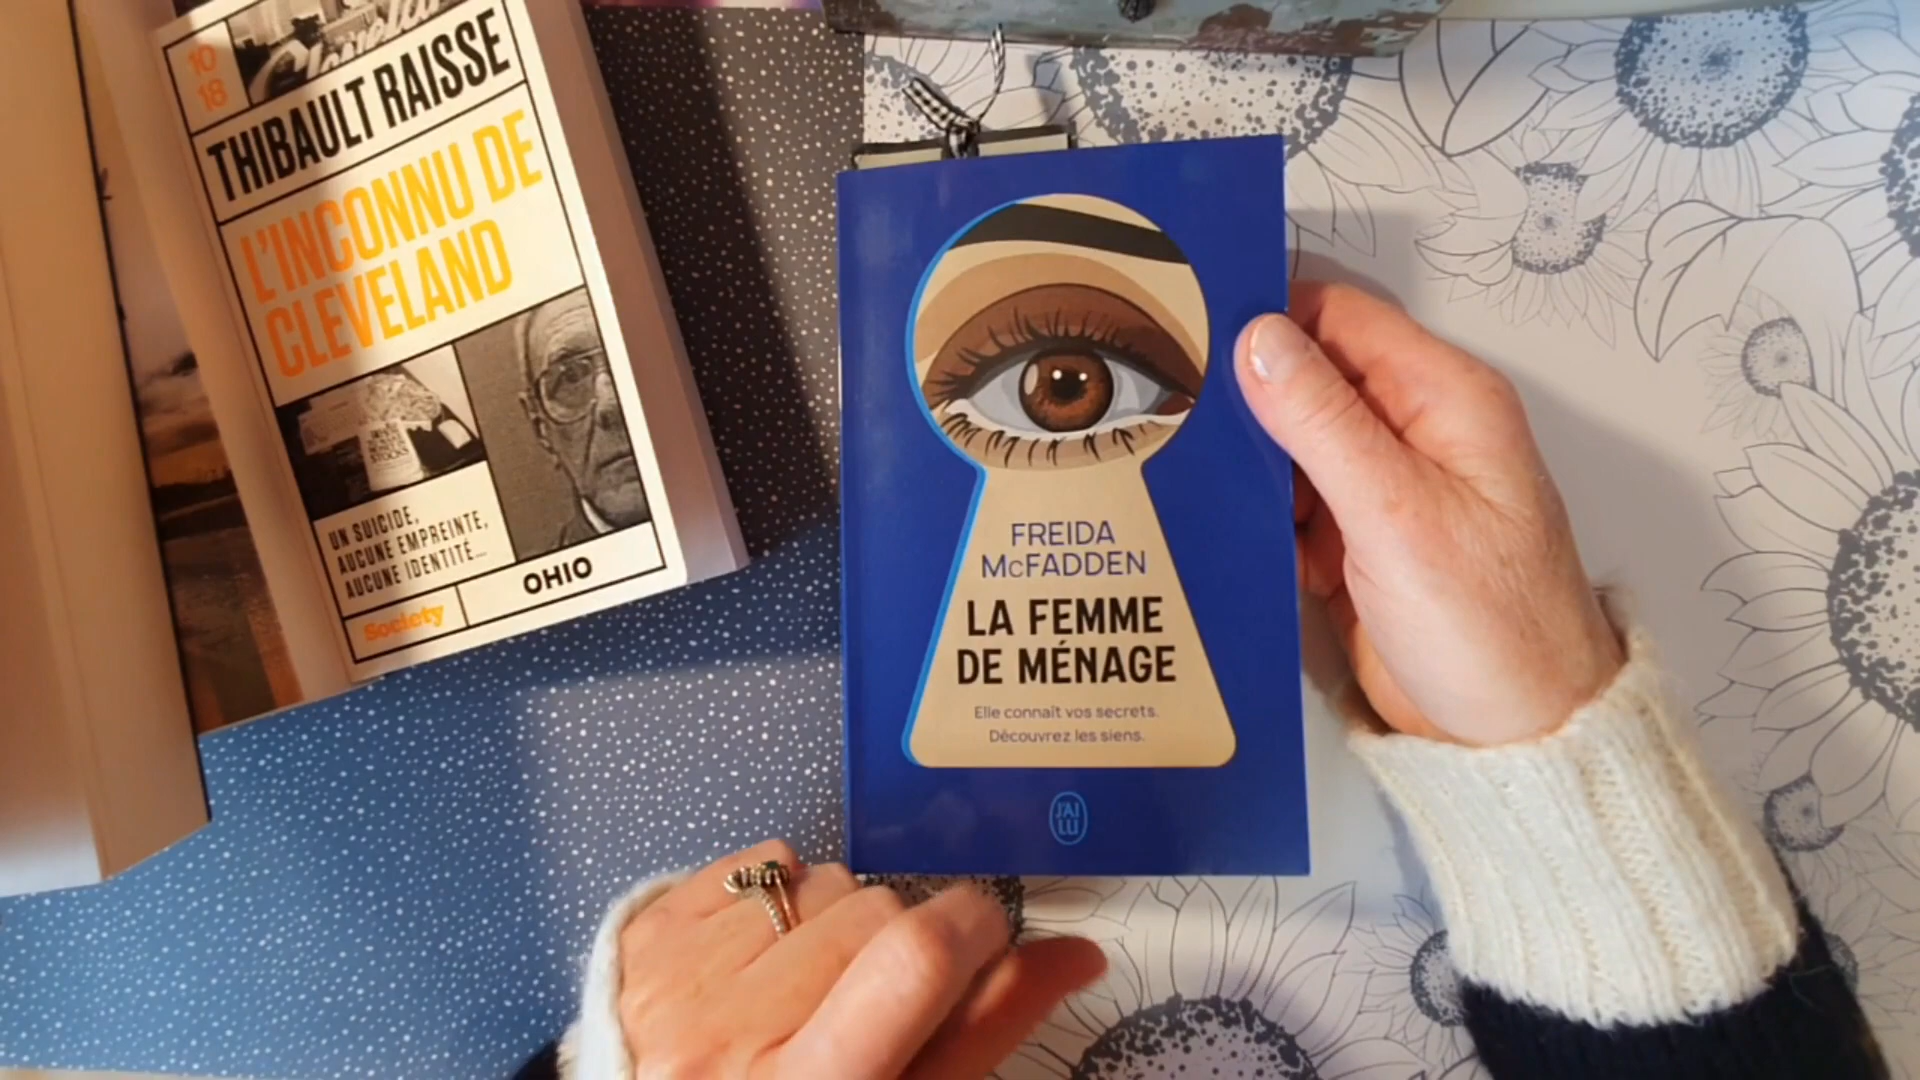 10
18
THIBAULT RAISSE
L'INCONNU DE
CLEVELAND
UN SUICIDE,
AUCUNE EMPREINTE,
AUCUNE IDENTITÉ...
Society
OHIO
FREIDA
McFADDEN
LA FEMME
DE MÉNAGE
Elle connaît vos secrets.
Découvrez les siens.
J'AI
LU